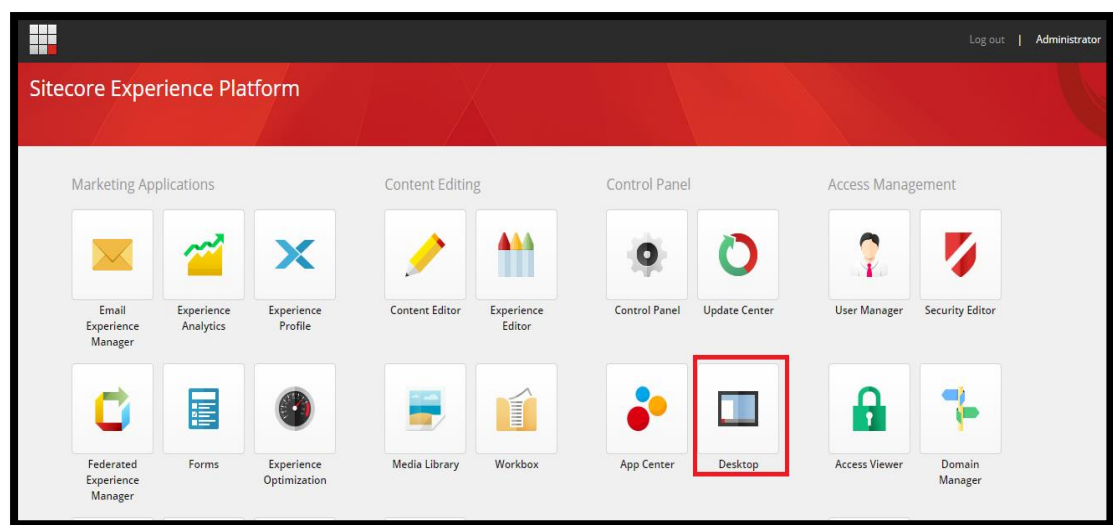 Log out | Administrator
Sitecore Experience Platform
Marketing Applications
Content Editing
Control Panel
Access Management
Email
Experience
Manager
Experience
Analytics
Experience
Profile
Content Editor
Experience
Editor
Control Panel
Update Center
User Manager
Security Editor
Federated
Experience
Manager
Forms
Experience
Optimization
Media Library
Workbox
App Center
Desktop
Access Viewer
Domain
Manager